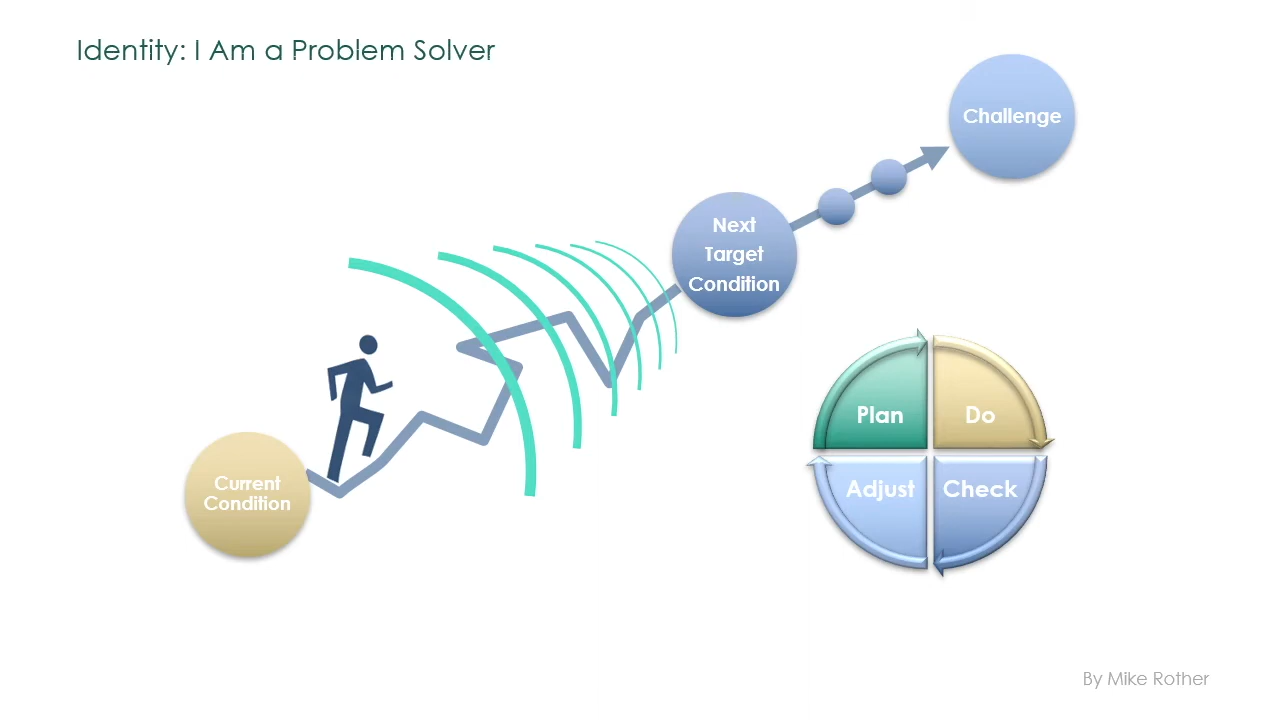 Identity: I Am a Problem Solver
Challenge
Next
Target
Condition
Current
Condition
Plan
Do
Adjust
Check
By Mike Rother